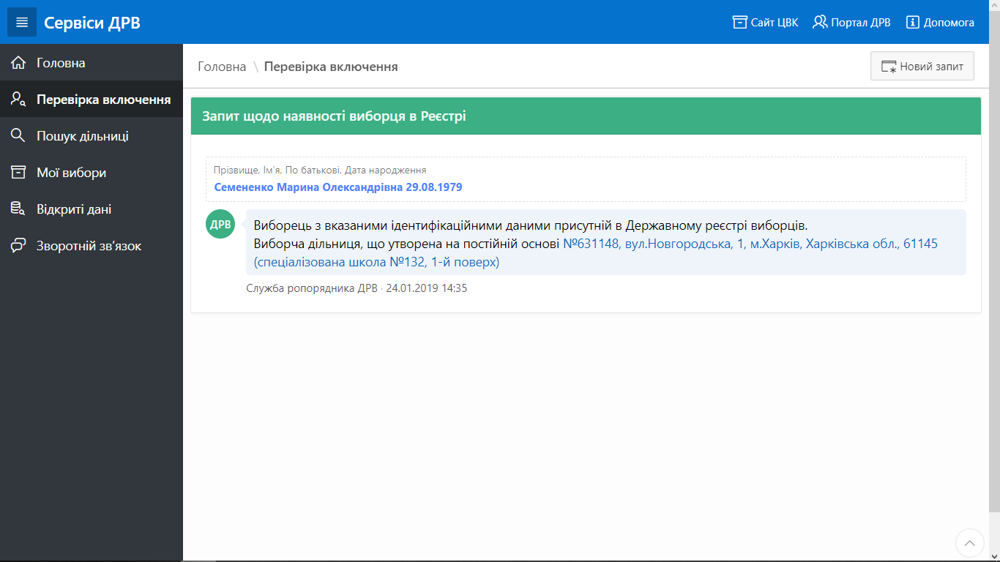 Сервіси ДРВ
Сайт ЦВК
Портал ДРВ
Допомога
Головна
Перевірка включення
Пошук дільниці
Мої вибори
Відкриті дані
Зворотній зв’язок
Головна \ Перевірка включення
Новий запит
Запит щодо наявності виборця в Реєстрі
Прізвище, Ім’я, По батькові, Дата народження
Семененко Марина Олександрівна 29.08.1979
ДРВ
Виборець з вказаними ідентифікаційними даними присутній в Державному реєстрі виборців.
Виборча дільниця, що утворена на постійній основі №631148, вул.Новгородська, 1, м.Харків, Харківська обл., 61145
(спеціалізована школа №132, 1-й поверх)
Служба ропорядника ДРВ · 24.01.2019 14:35